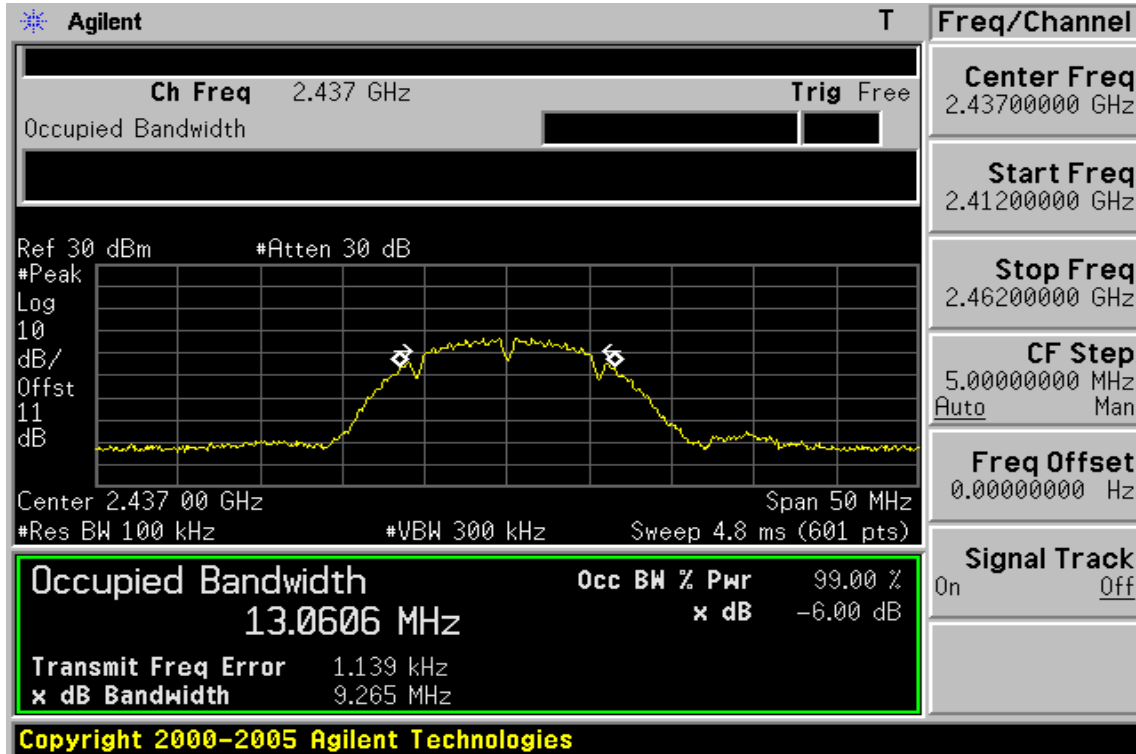 Agilent T
Ch Freq 2.437 GHz Trig Free
Occupied Bandwidth
Ref 30 dBm #Atten 30 dB
#Peak
Log
10
dB/
Offst
11
dB
Center 2.437 00 GHz Span 50 MHz
#Res BW 100 kHz #VBW 300 kHz Sweep 4.8 ms (601 pts)
Occupied Bandwidth Occ BW % Pwr 99.00 %
13.0606 MHz x dB -6.00 dB
Transmit Freq Error 1.139 kHz
x dB Bandwidth 9.265 MHz
Copyright 2000-2005 Agilent Technologies
Freq/Channel
Center Freq
2.43700000 GHz
Start Freq
2.41200000 GHz
Stop Freq
2.46200000 GHz
CF Step
5.00000000 MHz
Auto Man
Freq Offset
0.00000000 Hz
Signal Track
On Off